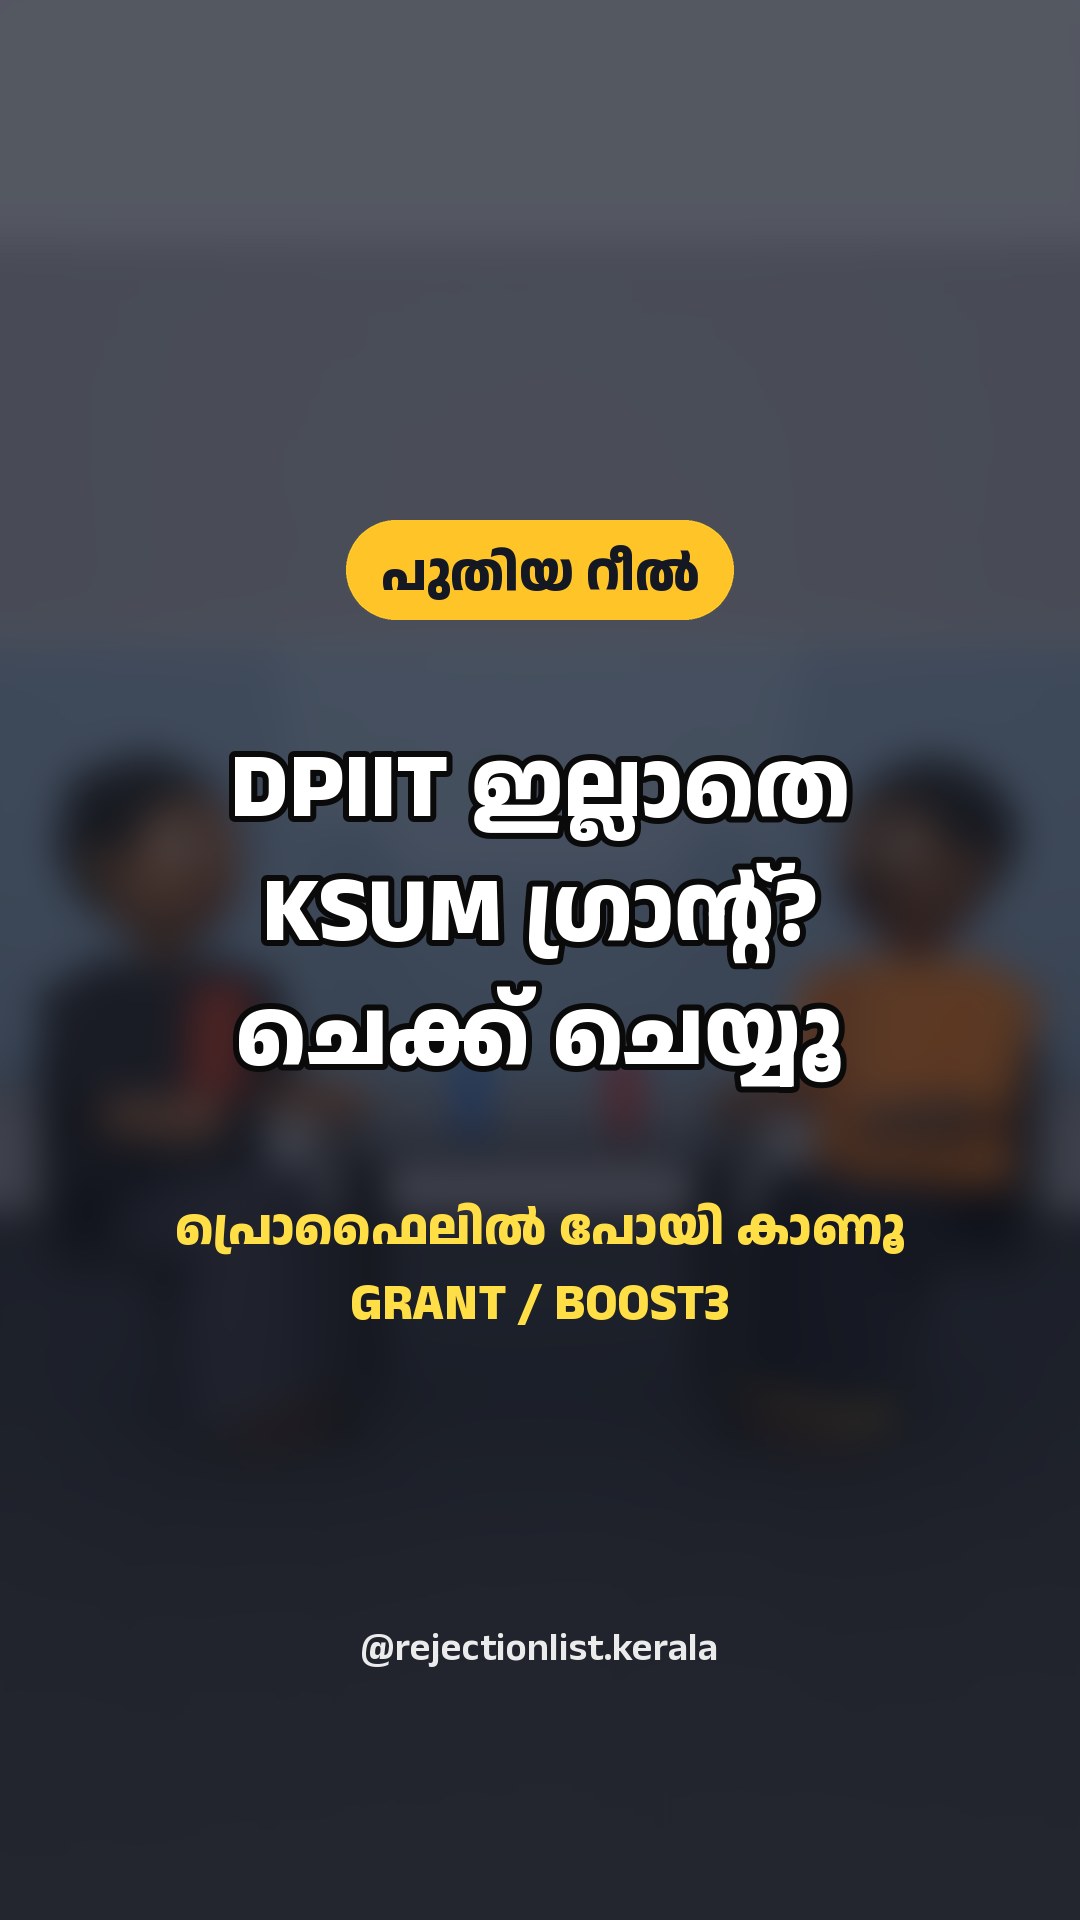 പുതിയ റീൽ
DPIIT ഇല്ലാതെ
KSUM ഗ്രാന്റ്?
ചെക്ക് ചെയ്യൂ
പ്രൊഫൈലിൽ പോയി കാണൂ
GRANT / BOOST3
@rejectionlist.kerala